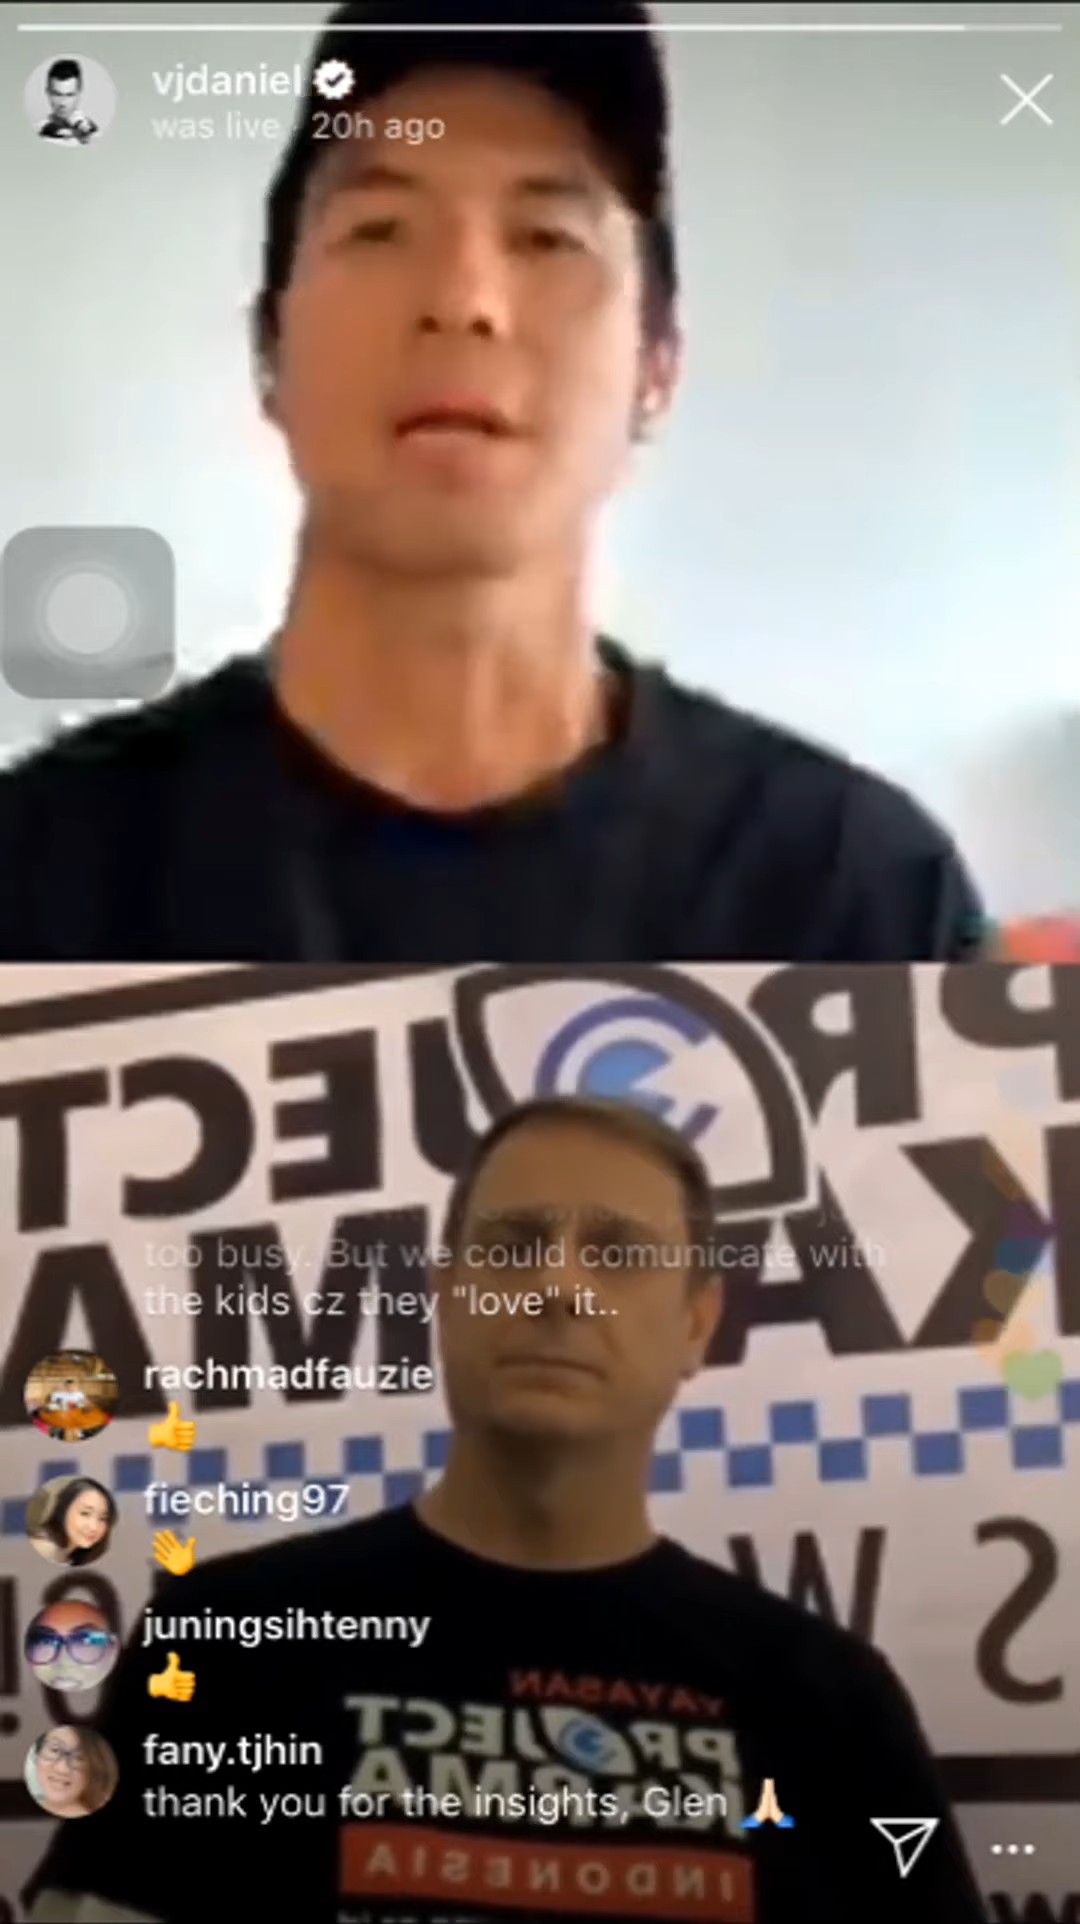 vjdaniel
was live · 20h ago
PROJECT
KARMA
too busy. But we could comunicate with
the kids cz they "love" it..
rachmadfauzie
👍
fieching97
👋
juningsihtenny
👍
fany.tjhin
thank you for the insights, Glen 🙏🏻
YAYASAN
PROJECT
KARMA
INDONESIA